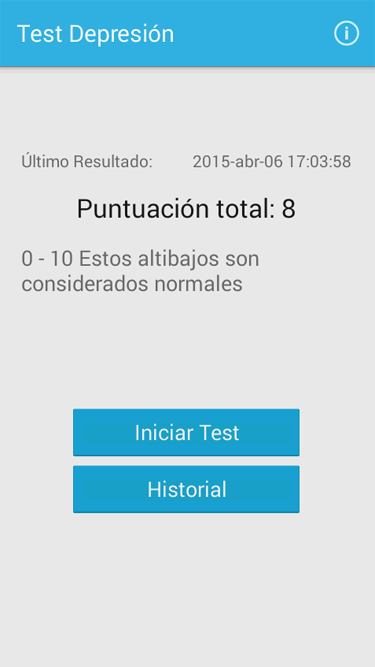 Test Depresión
Último Resultado: 2015-abr-06 17:03:58
Puntuación total: 8
0 - 10 Estos altibajos son
considerados normales
Iniciar Test
Historial